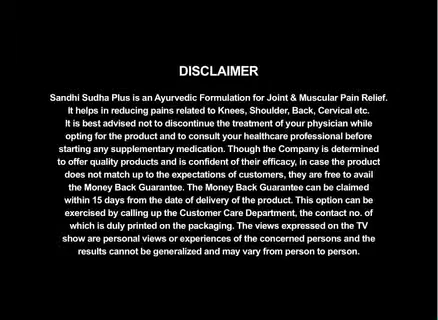 DISCLAIMER
Sandhi Sudha Plus is an Ayurvedic Formulation for Joint & Muscular Pain Relief.
It helps in reducing pains related to Knees, Shoulder, Back, Cervical etc.
It is best advised not to discontinue the treatment of your physician while
opting for the product and to consult your healthcare professional before
starting any supplementary medication. Though the Company is determined
to offer quality products and is confident of their efficacy, in case the product
does not match up to the expectations of customers, they are free to avail
the Money Back Guarantee. The Money Back Guarantee can be claimed
within 15 days from the date of delivery of the product. This option can be
exercised by calling up the Customer Care Department, the contact no. of
which is duly printed on the packaging. The views expressed on the TV
show are personal views or experiences of the concerned persons and the
results cannot be generalized and may vary from person to person.